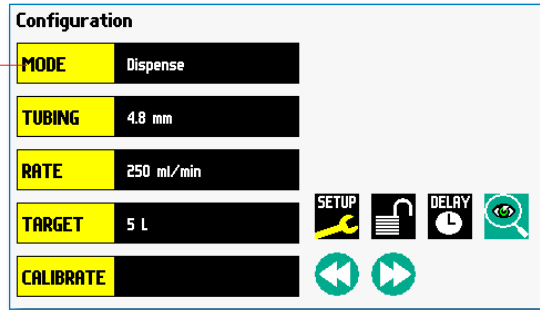 Configuration
MODE Dispense
TUBING 4.8 mm
RATE 250 ml/min
TARGET 5 L
SETUP DELAY
CALIBRATE